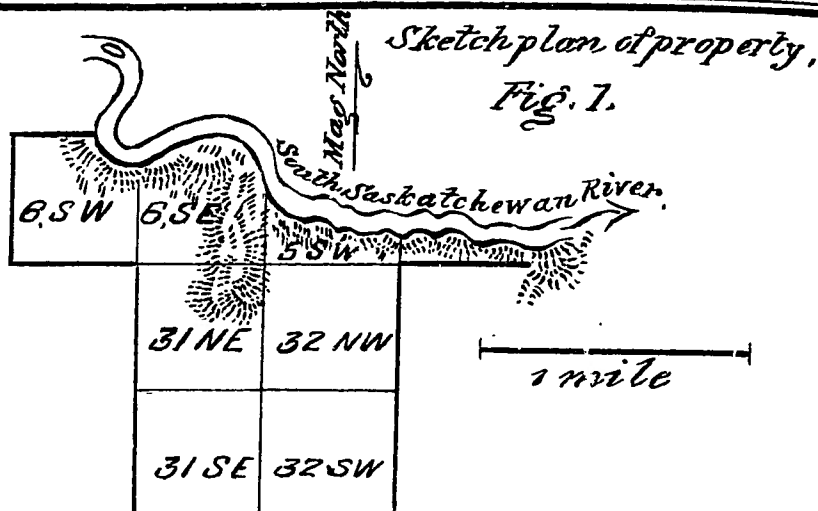 Sketch plan of property,
Fig. 1.
Mag North
South Saskatchewan River.
6, SW
6, SE
5 SW
31 NE
32 NW
1 mile
31 SE
32 SW